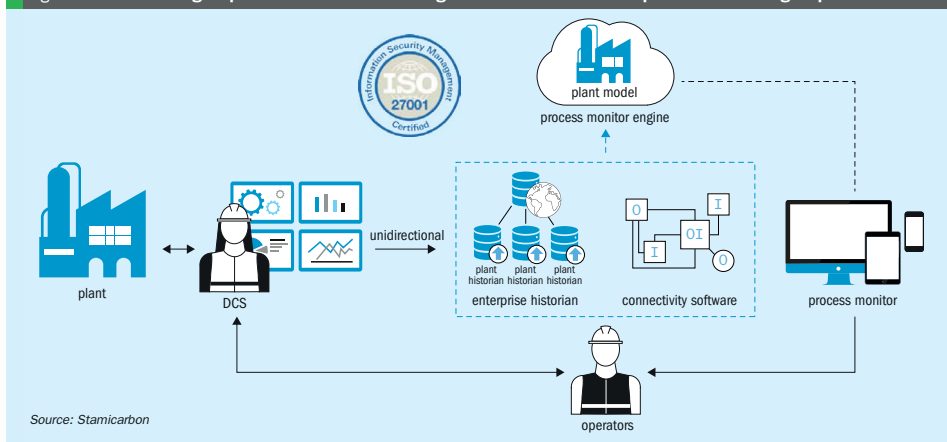 Information Security Management
ISO
27001
Certified
plant model
process monitor engine
unidirectional
O
I
I
OI
O
plant
historian
plant
historian
plant
historian
enterprise historian
connectivity software
process monitor
plant
DCS
operators
Source: Stamicarbon